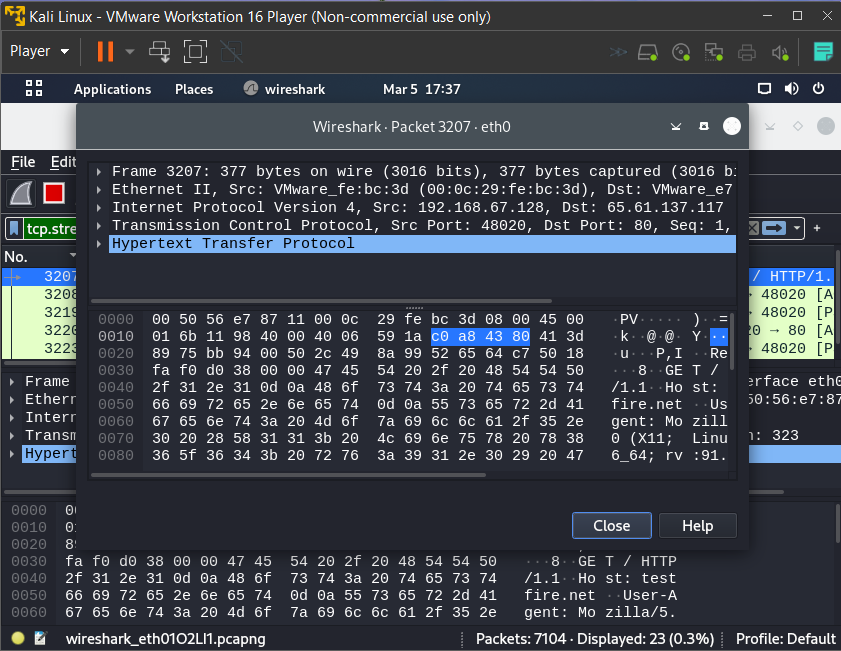 Kali Linux - VMware Workstation 16 Player (Non-commercial use only)
Player
Applications Places wireshark Mar 5 17:37
Wireshark · Packet 3207 · eth0
File Edit
Frame 3207: 377 bytes on wire (3016 bits), 377 bytes captured (3016 bi
Ethernet II, Src: VMware_fe:bc:3d (00:0c:29:fe:bc:3d), Dst: VMware_e7
Internet Protocol Version 4, Src: 192.168.67.128, Dst: 65.61.137.117
Transmission Control Protocol, Src Port: 48020, Dst Port: 80, Seq: 1,
Hypertext Transfer Protocol
tcp.stre
No.
3207 / HTTP/1.
3208 48020 [A
3219 48020 [P
3220 20 → 80 [A
3223 48020 [P
0000 00 50 56 e7 87 11 00 0c 29 fe bc 3d 08 00 45 00 ·PV····· )··=
0010 01 6b 11 98 40 00 40 06 59 1a c0 a8 43 80 41 3d ·k··@·@· Y···
0020 89 75 bb 94 00 50 2c 49 8a 99 52 65 64 c7 50 18 ·u···P,I ··Re
0030 fa f0 d0 38 00 00 47 45 54 20 2f 20 48 54 54 50 ···8··GE T /
0040 2f 31 2e 31 0d 0a 48 6f 73 74 3a 20 74 65 73 74 /1.1··Ho st:
0050 66 69 72 65 2e 6e 65 74 0d 0a 55 73 65 72 2d 41 fire.net ··Us
0060 67 65 6e 74 3a 20 4d 6f 7a 69 6c 6c 61 2f 35 2e gent: Mo zill
0070 30 20 28 58 31 31 3b 20 4c 69 6e 75 78 20 78 38 0 (X11; Linu
0080 36 5f 36 34 3b 20 72 76 3a 39 31 2e 30 29 20 47 6_64; rv :91.
Frame erface eth0
Ethern 50:56:e7:87
Intern
Transm n: 323
Hypert
Close Help
0000 00
0010 01
0020 89
0030 fa f0 d0 38 00 00 47 45 54 20 2f 20 48 54 54 50 ···8··GE T / HTTP
0040 2f 31 2e 31 0d 0a 48 6f 73 74 3a 20 74 65 73 74 /1.1··Ho st: test
0050 66 69 72 65 2e 6e 65 74 0d 0a 55 73 65 72 2d 41 fire.net ··User-A
0060 67 65 6e 74 3a 20 4d 6f 7a 69 6c 6c 61 2f 35 2e gent: Mo zilla/5.
wireshark_eth01O2LI1.pcapng Packets: 7104 · Displayed: 23 (0.3%) Profile: Default